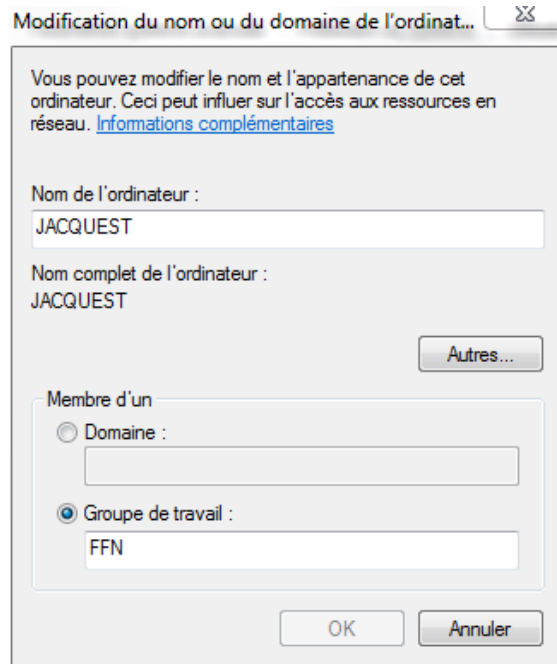 Modification du nom ou du domaine de l'ordinat...
Vous pouvez modifier le nom et l'appartenance de cet
ordinateur. Ceci peut influer sur l'accès aux ressources en
réseau. Informations complémentaires
Nom de l'ordinateur :
JACQUEST
Nom complet de l'ordinateur :
JACQUEST
Autres...
Membre d'un
Domaine :
Groupe de travail :
FFN
OK
Annuler